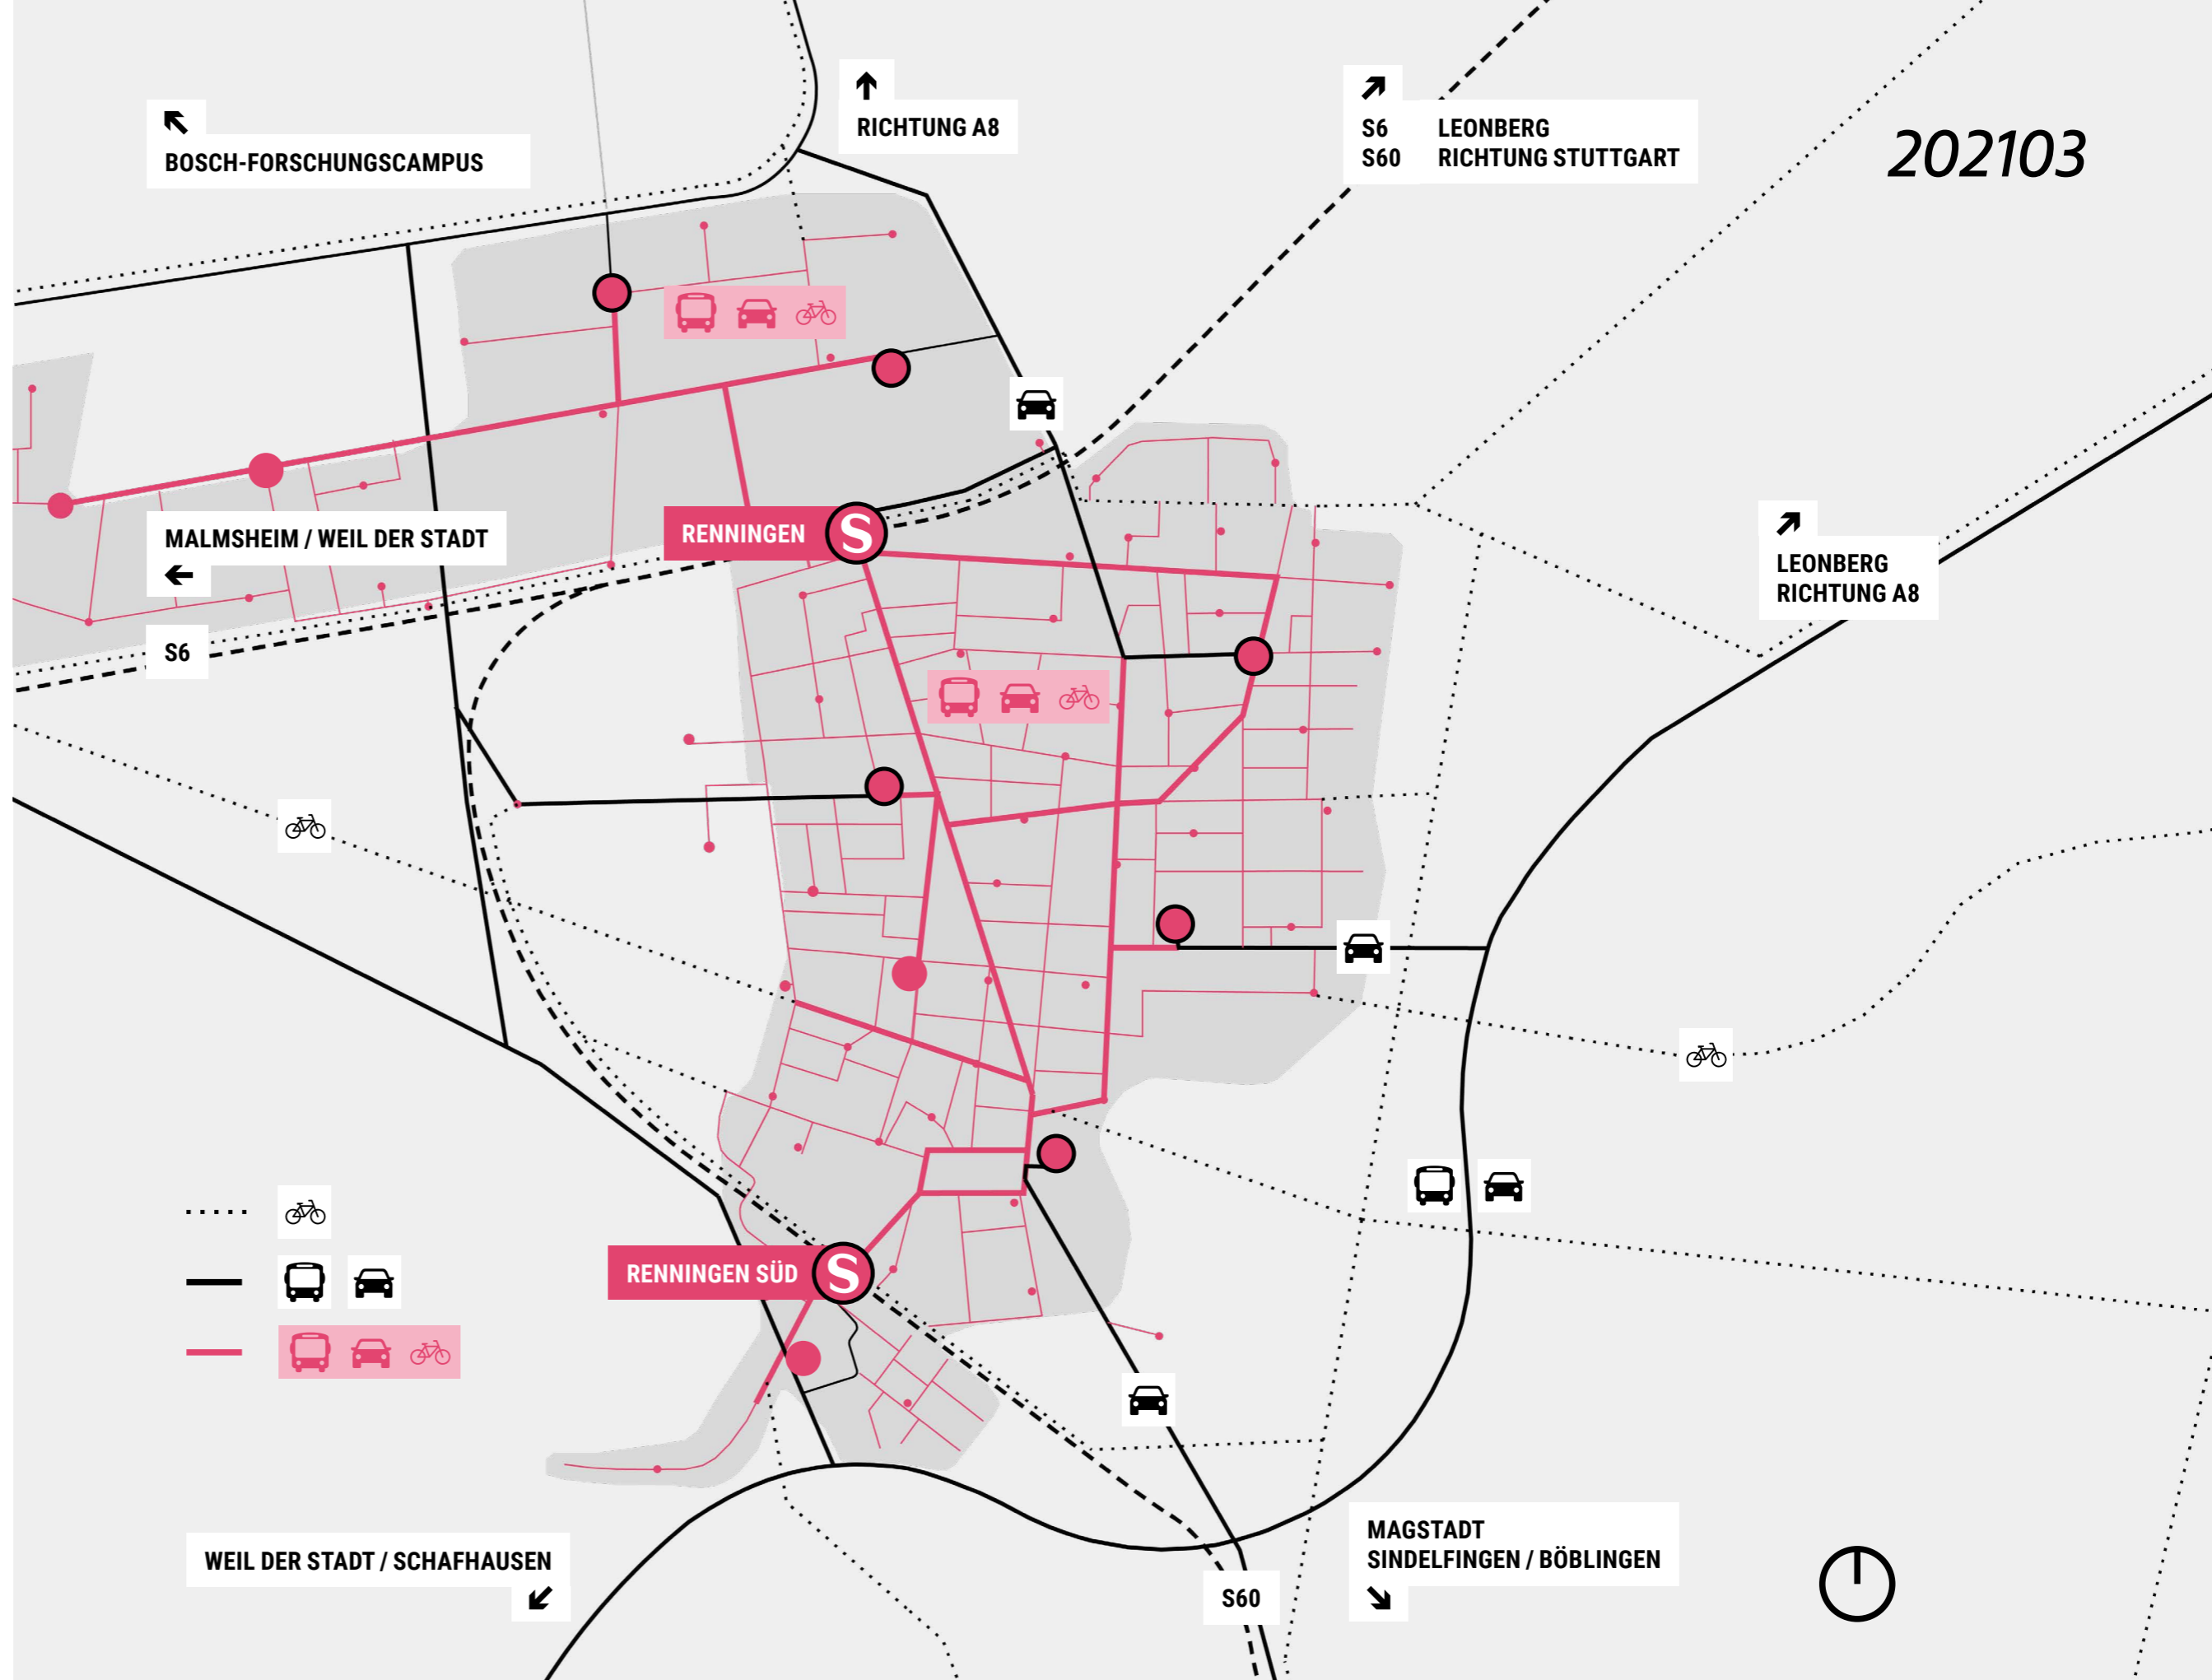 RICHTUNG A8
BOSCH-FORSCHUNGSCAMPUS
S6 LEONBERG
S60 RICHTUNG STUTTGART
202103
RENNINGEN
S
MALMSHEIM / WEIL DER STADT
S6
LEONBERG
RICHTUNG A8
RENNINGEN SÜD
S
WEIL DER STADT / SCHAFHAUSEN
MAGSTADT
SINDELFINGEN / BÖBLINGEN
S60